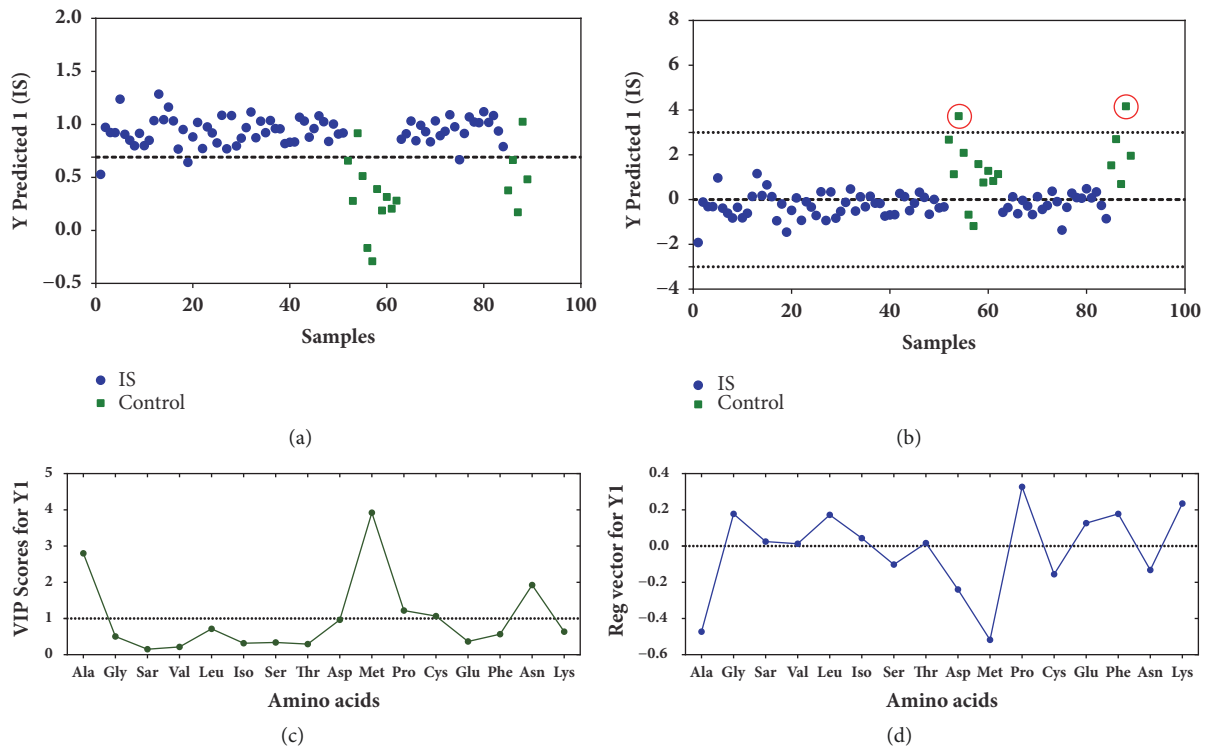 2.0
1.5
1.0
0.5
0.0
−0.5
Y Predicted 1 (IS)
0 20 40 60 80 100
Samples
IS
Control
(a)
8
6
4
2
0
−2
−4
Y Predicted 1 (IS)
0 20 40 60 80 100
Samples
IS
Control
(b)
5
4
3
2
1
0
VIP Scores for Y1
Ala Gly Sar Val Leu Iso Ser Thr Asp Met Pro Cys Glu Phe Asn Lys
Amino acids
(c)
0.4
0.2
0.0
−0.2
−0.4
−0.6
Reg vector for Y1
Ala Gly Sar Val Leu Iso Ser Thr Asp Met Pro Cys Glu Phe Asn Lys
Amino acids
(d)